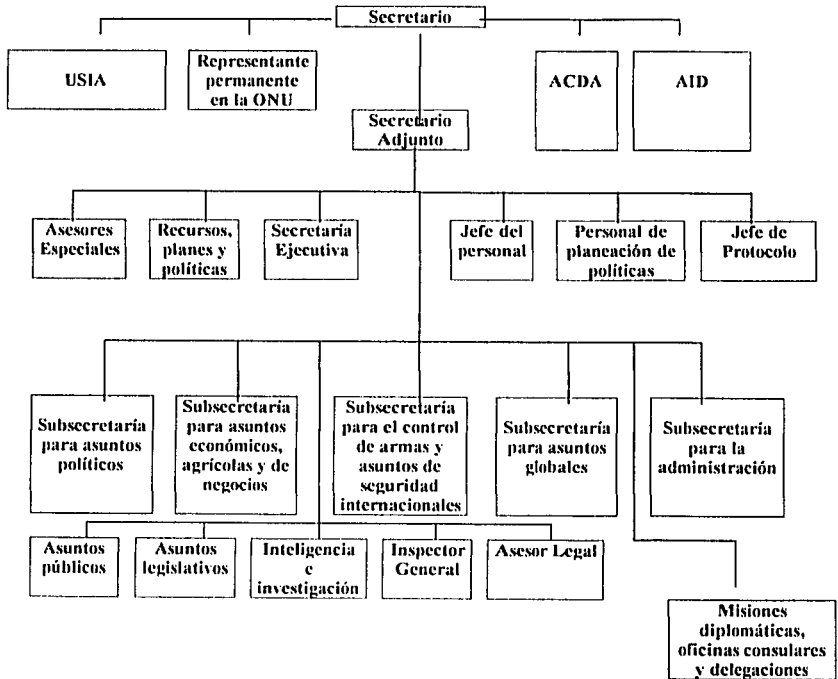 Secretario
USIA
Representante
permanente
en la ONU
ACDA
AID
Secretario
Adjunto
Asesores
Especiales
Recursos,
planes y
políticas
Secretaría
Ejecutiva
Jefe del
personal
Personal de
planeación de
políticas
Jefe de
Protocolo
Subsecretaría
para asuntos
políticos
Subsecretaría
para asuntos
económicos,
agrícolas y de
negocios
Subsecretaría
para el control
de armas y
asuntos de
seguridad
internacionales
Subsecretaría
para asuntos
globales
Subsecretaría
para la
administración
Asuntos
públicos
Asuntos
legislativos
Inteligencia
e
investigación
Inspector
General
Asesor Legal
Misiones
diplomáticas,
oficinas consulares
y delegaciones